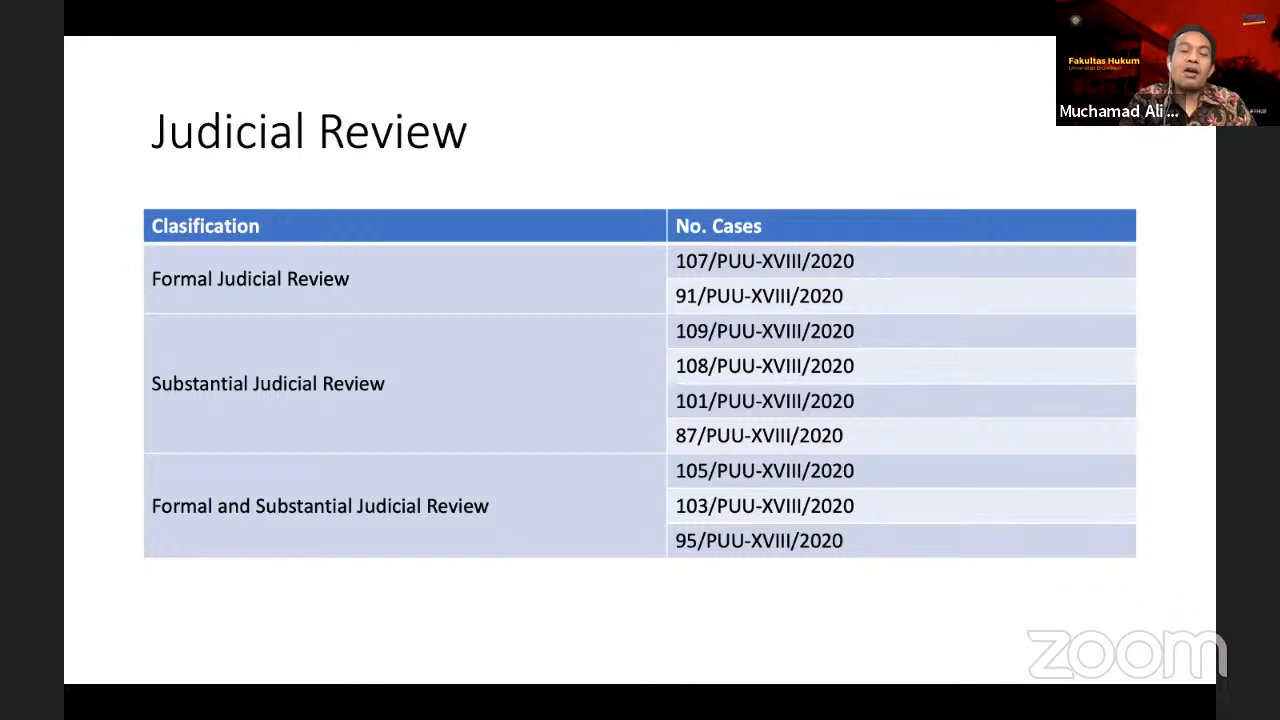 Judicial Review
Clasification
No. Cases
Formal Judicial Review
107/PUU-XVIII/2020
91/PUU-XVIII/2020
Substantial Judicial Review
109/PUU-XVIII/2020
108/PUU-XVIII/2020
101/PUU-XVIII/2020
87/PUU-XVIII/2020
Formal and Substantial Judicial Review
105/PUU-XVIII/2020
103/PUU-XVIII/2020
95/PUU-XVIII/2020
Fakultas Hukum
Universitas Brawijaya
Muchamad Ali ...
zoom